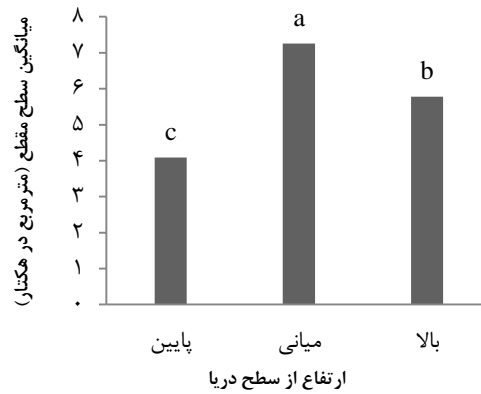 میانگین سطح مقطع (متر مربع در هکتار)
۸
۷
۶
۵
۴
۳
۲
۱
۰
c
a
b
پایین
میانی
بالا
ارتفاع از سطح دریا